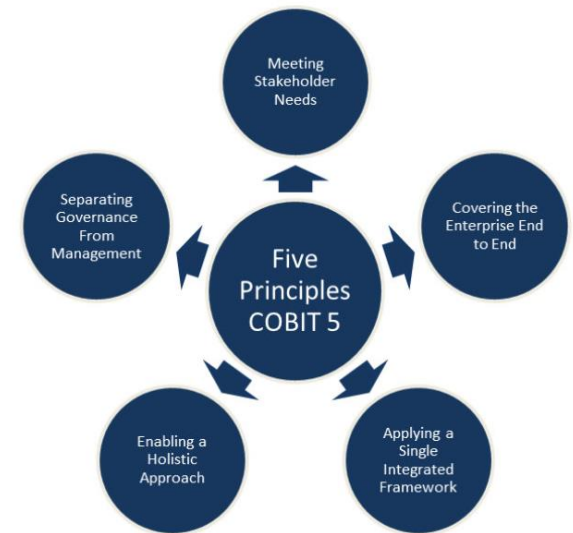 Meeting
Stakeholder
Needs
Separating
Governance
From
Management
Covering the
Enterprise End
to End
Five
Principles
COBIT 5
Enabling a
Holistic
Approach
Applying a
Single
Integrated
Framework